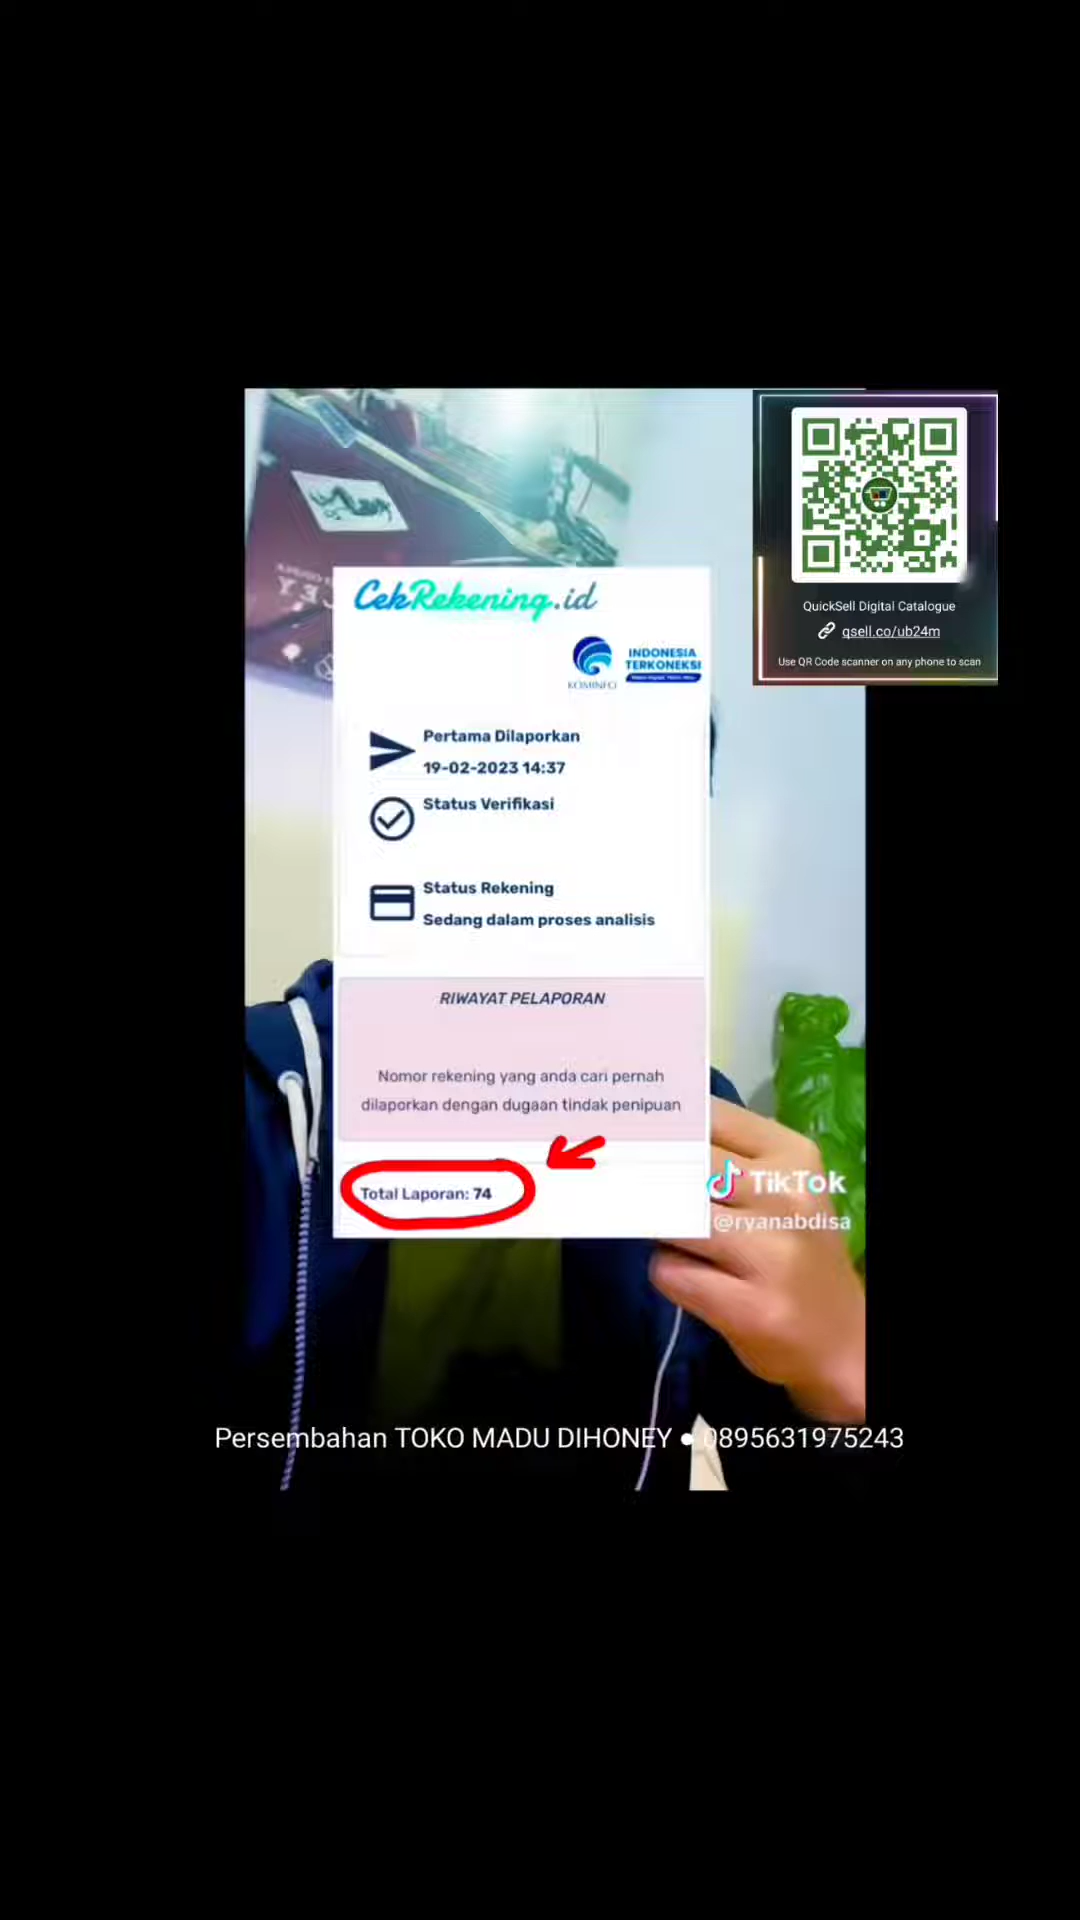 QuickSell Digital Catalogue
qsell.co/ub24m
Use QR Code scanner on any phone to scan
CekRekening.id
KOMINFO
INDONESIA
TERKONEKSI
Pertama Dilaporkan
19-02-2023 14:37
Status Verifikasi
Status Rekening
Sedang dalam proses analisis
RIWAYAT PELAPORAN
Nomor rekening yang anda cari pernah
dilaporkan dengan dugaan tindak penipuan
Total Laporan: 74
TikTok
@ryanabdisa
Persembahan TOKO MADU DIHONEY ● 0895631975243